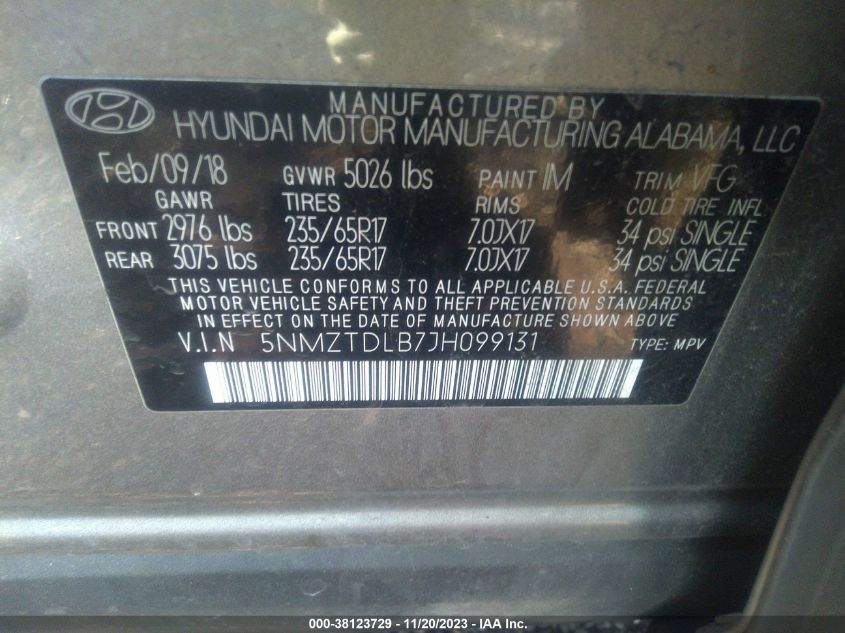 MANUFACTURED BY
HYUNDAI MOTOR MANUFACTURING ALABAMA, LLC
Feb/09/18 GVWR 5026 lbs PAINT IM TRIM VFG
GAWR TIRES RIMS COLD TIRE INFL.
FRONT 2976 lbs 235/65R17 7.0JX17 34 psi SINGLE
REAR 3075 lbs 235/65R17 7.0JX17 34 psi SINGLE
THIS VEHICLE CONFORMS TO ALL APPLICABLE U.S.A. FEDERAL
MOTOR VEHICLE SAFETY AND THEFT PREVENTION STANDARDS
IN EFFECT ON THE DATE OF MANUFACTURE SHOWN ABOVE.
V.I.N 5NMZTDLB7JH099131 TYPE: MPV
000-38123729 - 11/20/2023 - IAA Inc.